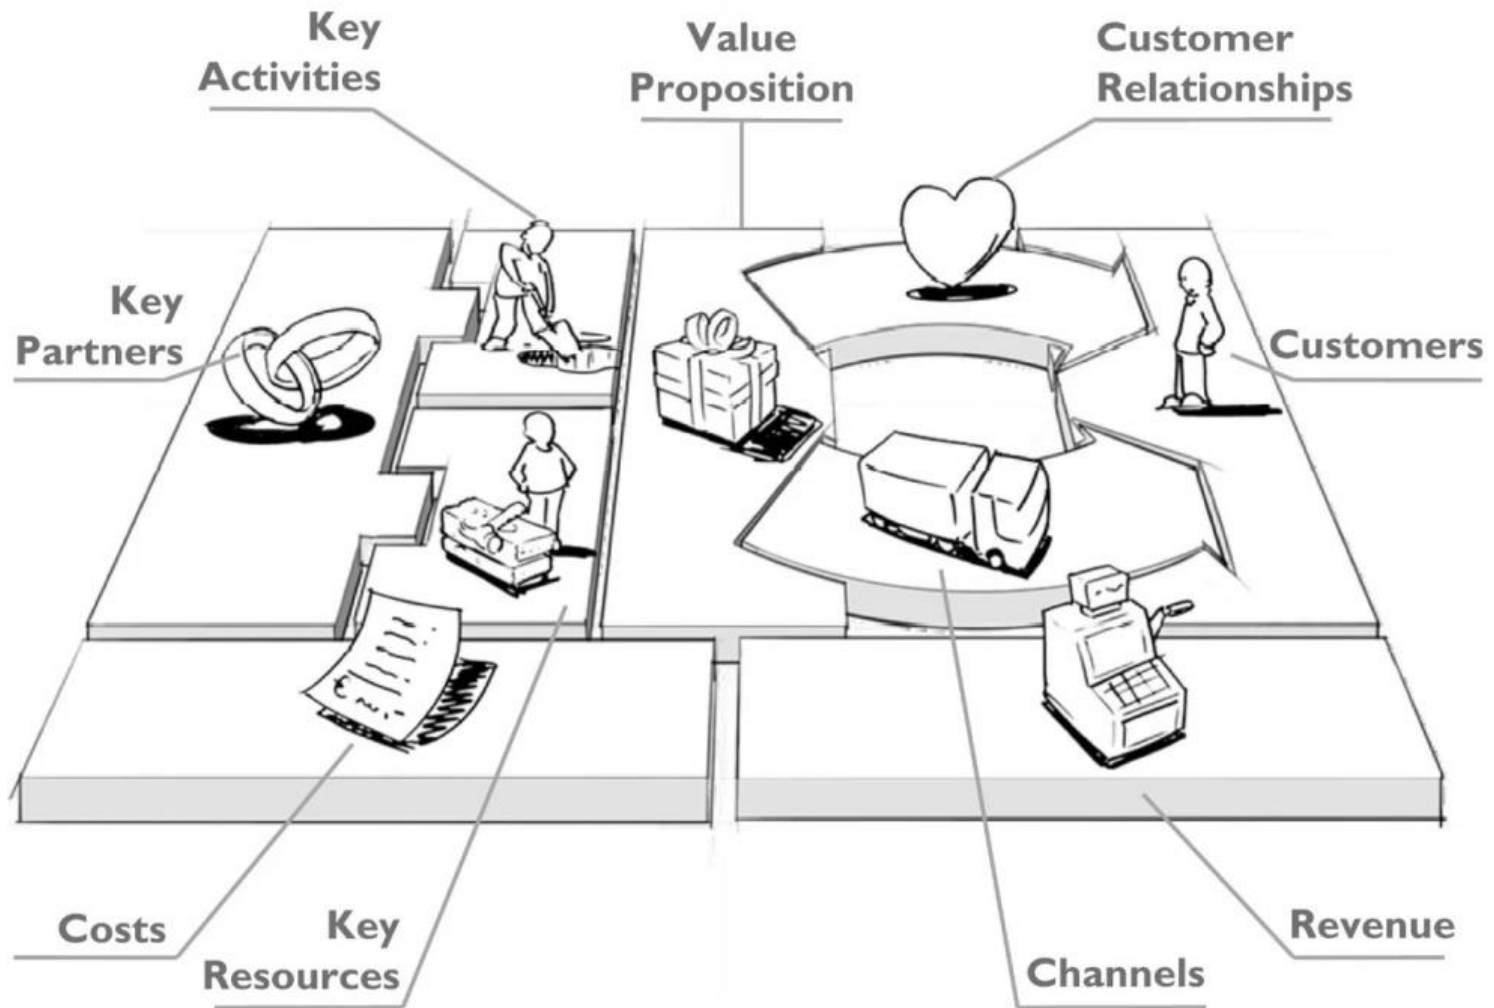 Key
Activities
Value
Proposition
Customer
Relationships
Key
Partners
Customers
Costs
Key
Resources
Channels
Revenue